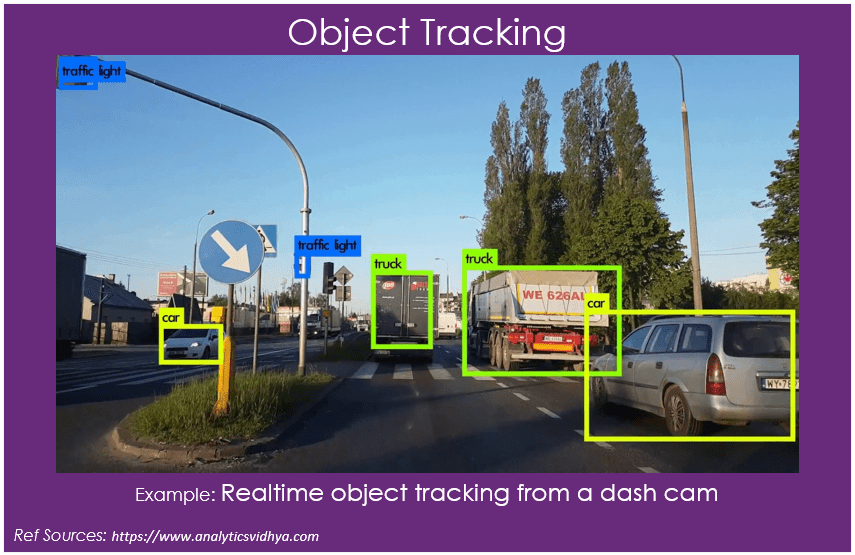 Object Tracking
traffic light
traffic light
truck
truck
WE 626AU
car
car
Example: Realtime object tracking from a dash cam
Ref Sources: https://www.analyticsvidhya.com